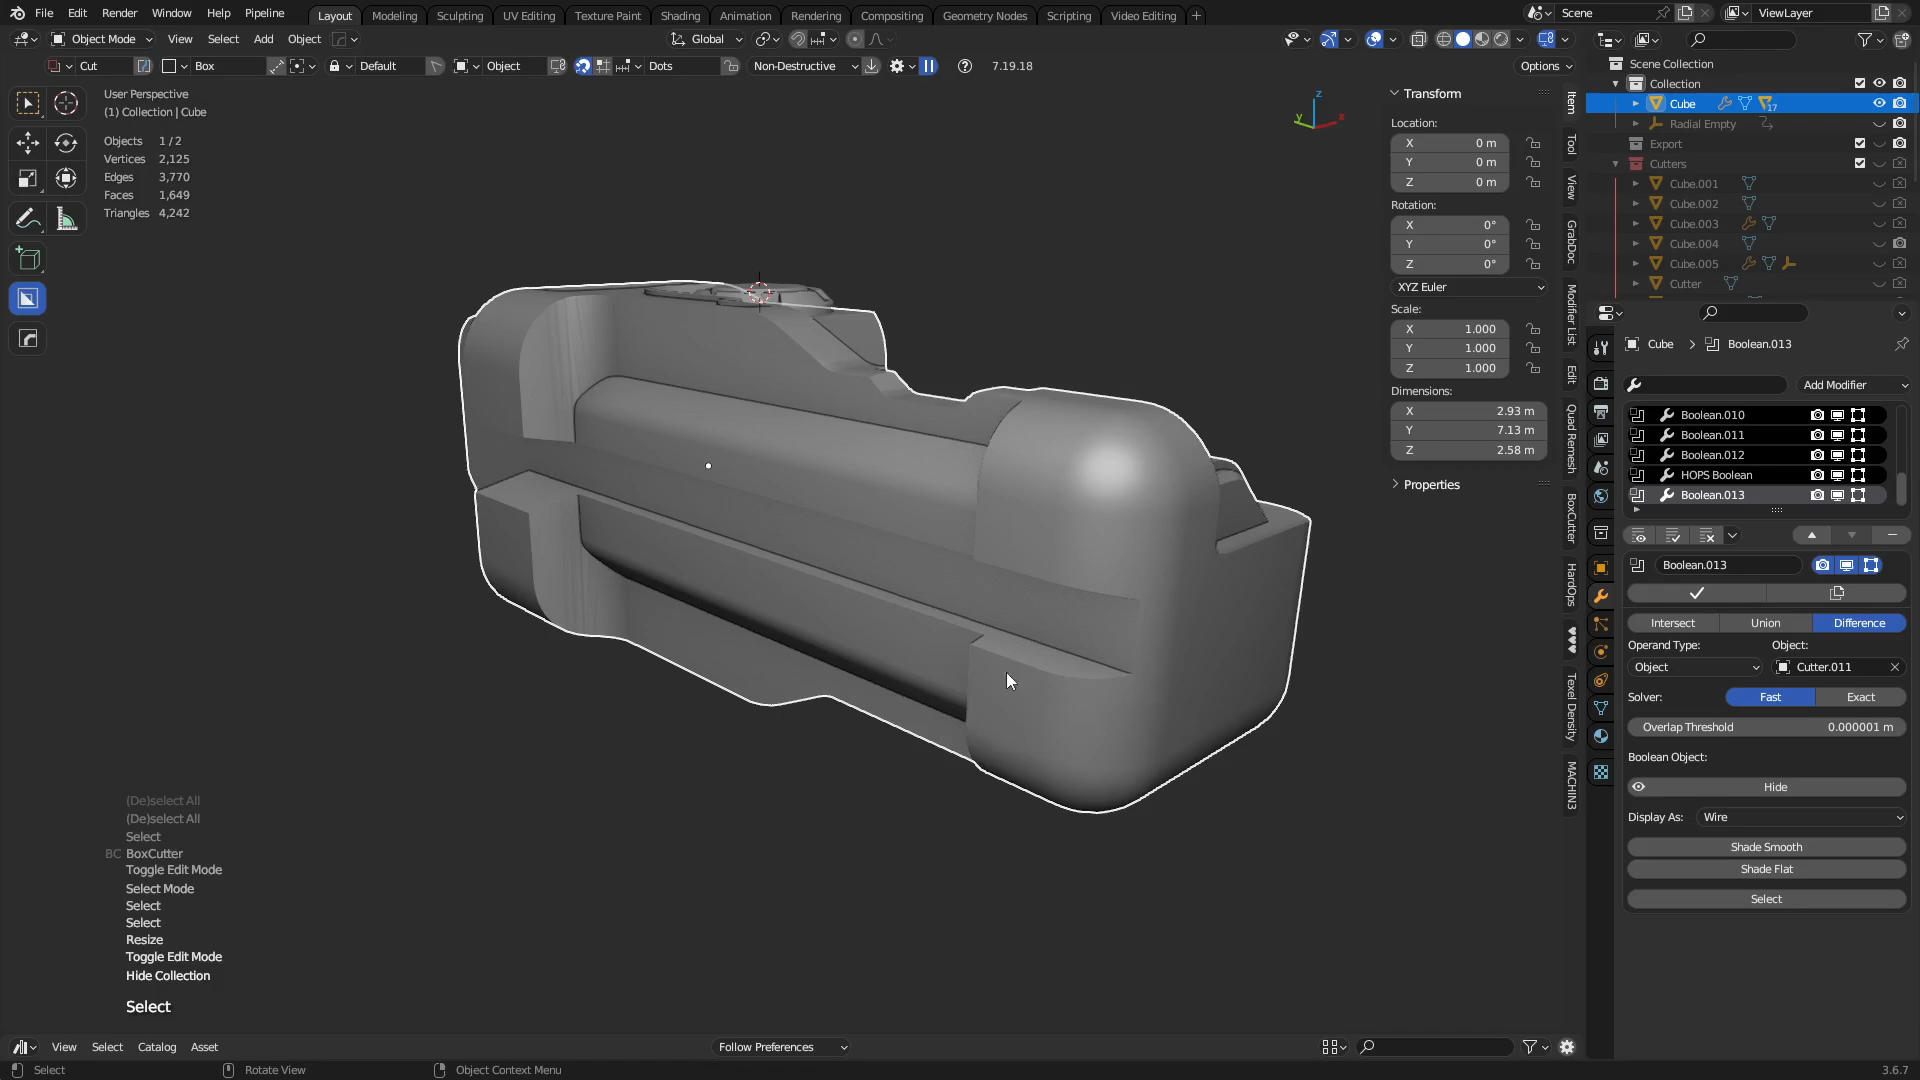 File Edit Render Window Help Pipeline Layout Modeling Sculpting UV Editing Texture Paint Shading Animation Rendering Compositing Geometry Nodes Scripting Video Editing + Scene ViewLayer
Object Mode View Select Add Object Global
Cut Box Default Object Dots Non-Destructive 7.19.18 Options
User Perspective
(1) Collection | Cube
Objects 1 / 2
Vertices 2,125
Edges 3,770
Faces 1,649
Triangles 4,242
z
y
x
Transform
Location:
X 0 m
Y 0 m
Z 0 m
Rotation:
X 0°
Y 0°
Z 0°
XYZ Euler
Scale:
X 1.000
Y 1.000
Z 1.000
Dimensions:
X 2.93 m
Y 7.13 m
Z 2.58 m
Properties
Item
Tool
View
GrabDoc
Modifier List
Edit
Quad Remesh
BoxCutter
HardOps
♥♥♥
Texel Density
MACHIN3
Scene Collection
Collection
Cube 17
Radial Empty
Export
Cutters
Cube.001
Cube.002
Cube.003
Cube.004
Cube.005
Cutter
Cube > Boolean.013
Add Modifier
Boolean.010
Boolean.011
Boolean.012
HOPS Boolean
Boolean.013
Boolean.013
Intersect Union Difference
Operand Type: Object:
Object Cutter.011
Solver: Fast Exact
Overlap Threshold 0.000001 m
Boolean Object:
Hide
Display As: Wire
Shade Smooth
Shade Flat
Select
(De)select All
(De)select All
Select
BC BoxCutter
Toggle Edit Mode
Select Mode
Select
Select
Resize
Toggle Edit Mode
Hide Collection
Select
View Select Catalog Asset Follow Preferences
Select Rotate View Object Context Menu 3.6.7